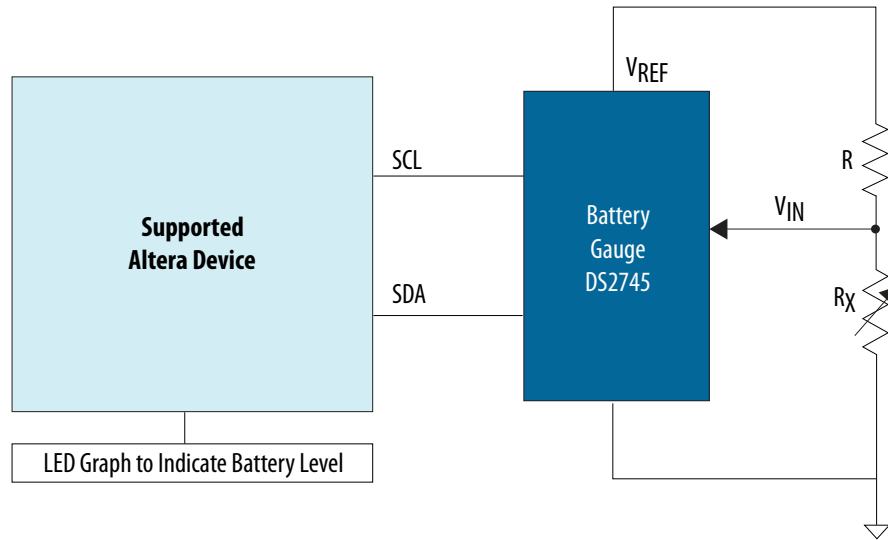 VREF
SCL
R
Supported
Altera Device
Battery
Gauge
DS2745
VIN
SDA
RX
LED Graph to Indicate Battery Level